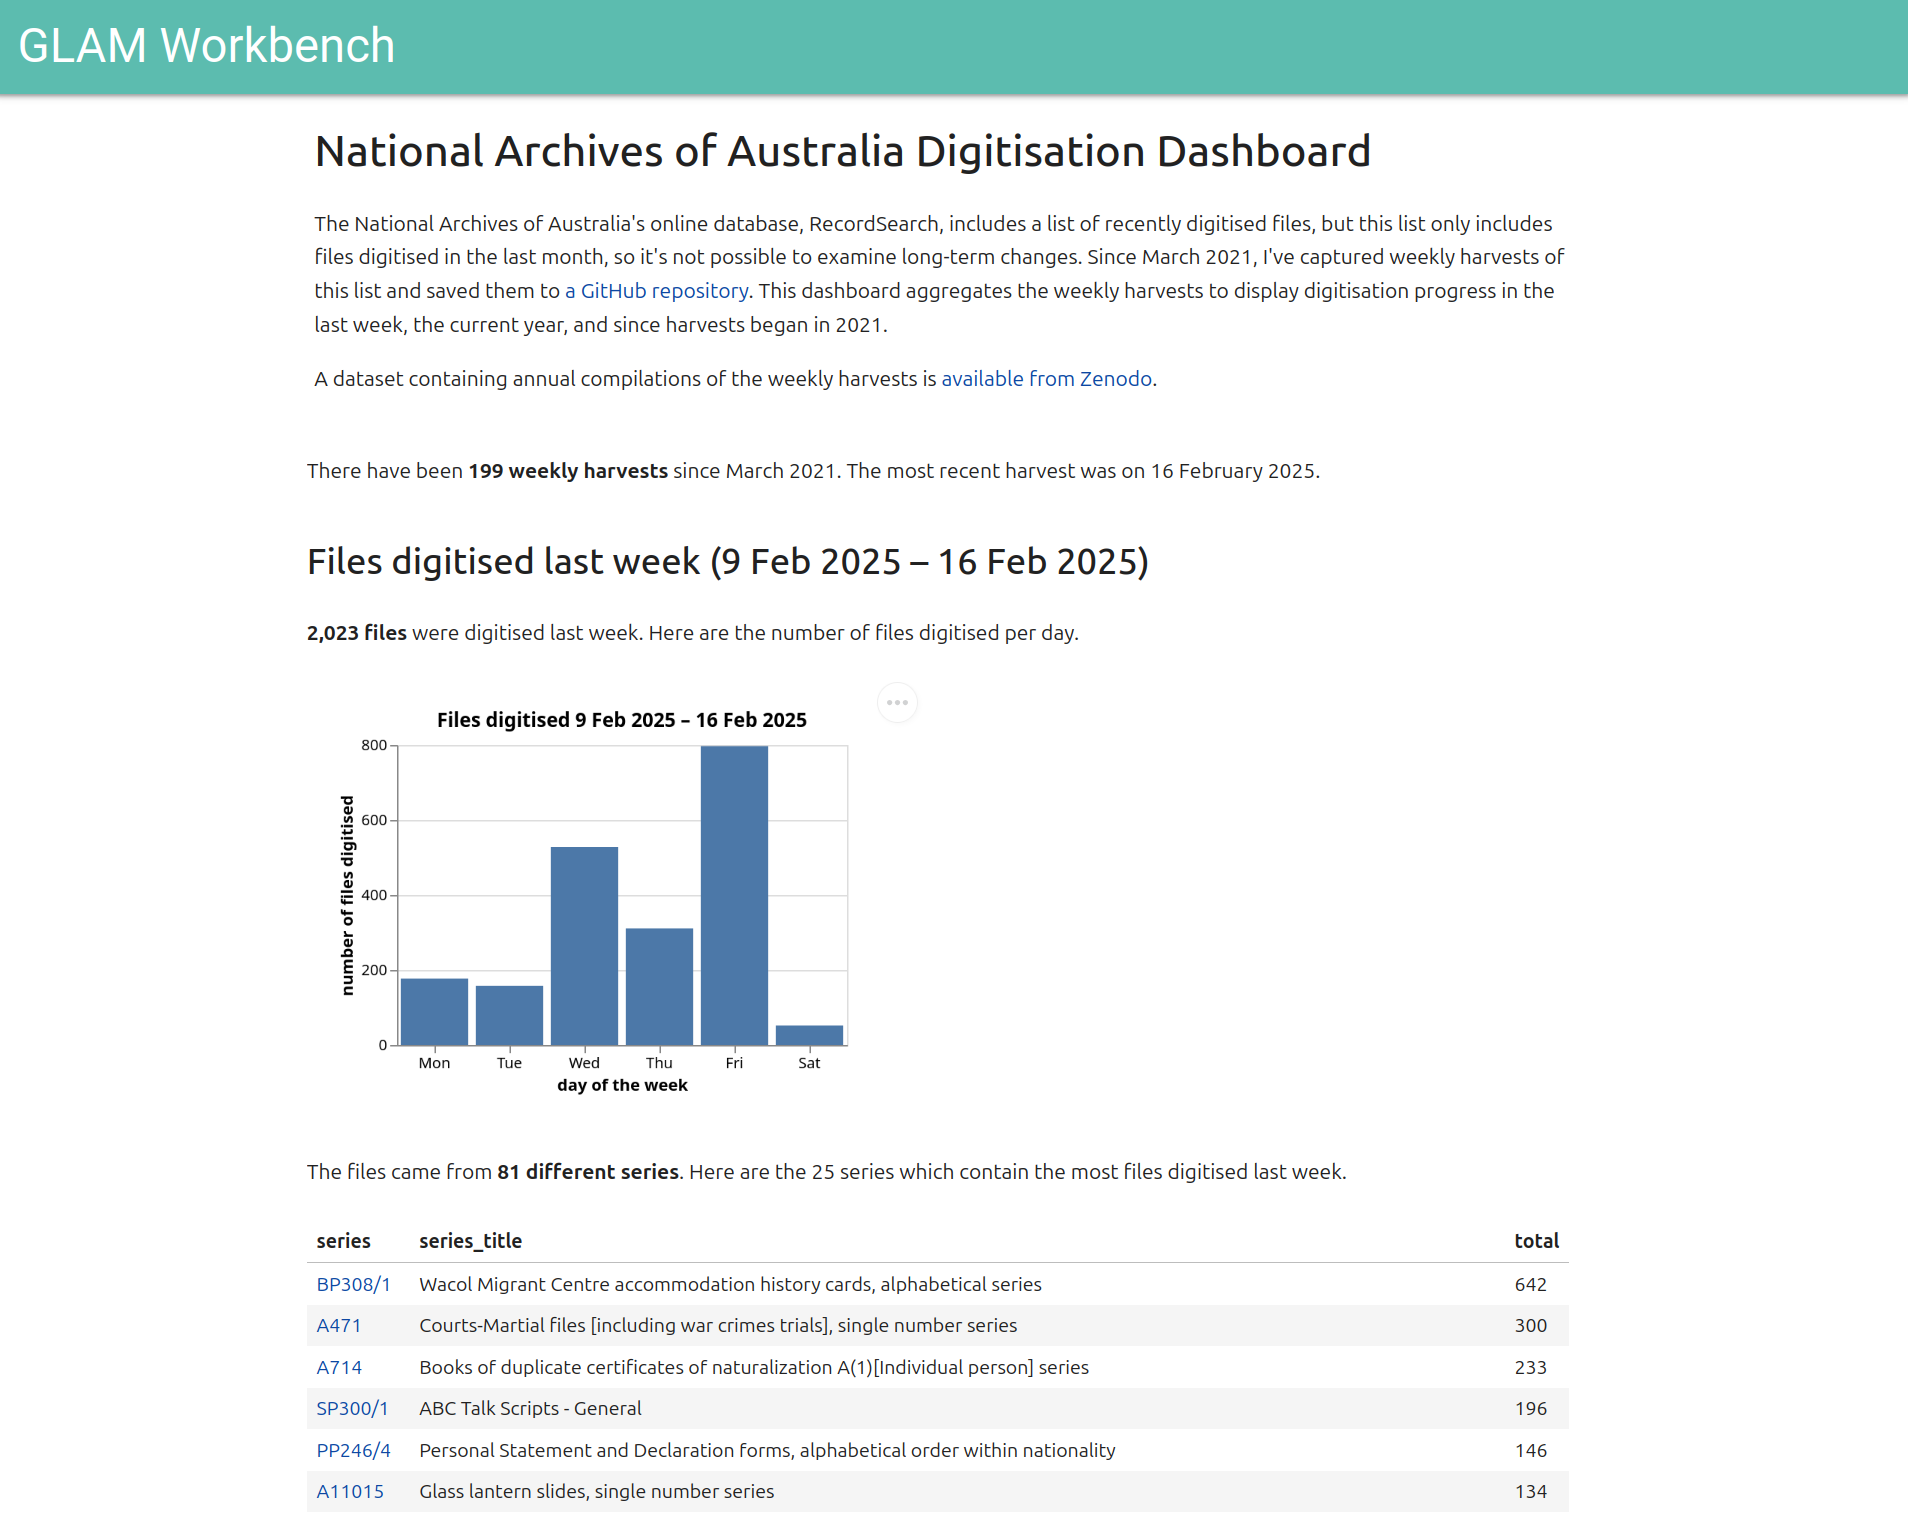 GLAM Workbench
National Archives of Australia Digitisation Dashboard
The National Archives of Australia's online database, RecordSearch, includes a list of recently digitised files, but this list only includes
files digitised in the last month, so it's not possible to examine long-term changes. Since March 2021, I've captured weekly harvests of
this list and saved them to a GitHub repository. This dashboard aggregates the weekly harvests to display digitisation progress in the
last week, the current year, and since harvests began in 2021.
A dataset containing annual compilations of the weekly harvests is available from Zenodo.
There have been 199 weekly harvests since March 2021. The most recent harvest was on 16 February 2025.
Files digitised last week (9 Feb 2025 – 16 Feb 2025)
2,023 files were digitised last week. Here are the number of files digitised per day.
Files digitised 9 Feb 2025 – 16 Feb 2025
number of files digitised
800
600
400
200
0
Mon Tue Wed Thu Fri Sat
day of the week
The files came from 81 different series. Here are the 25 series which contain the most files digitised last week.
series series_title total
BP308/1 Wacol Migrant Centre accommodation history cards, alphabetical series 642
A471 Courts-Martial files [including war crimes trials], single number series 300
A714 Books of duplicate certificates of naturalization A(1)[Individual person] series 233
SP300/1 ABC Talk Scripts - General 196
PP246/4 Personal Statement and Declaration forms, alphabetical order within nationality 146
A11015 Glass lantern slides, single number series 134